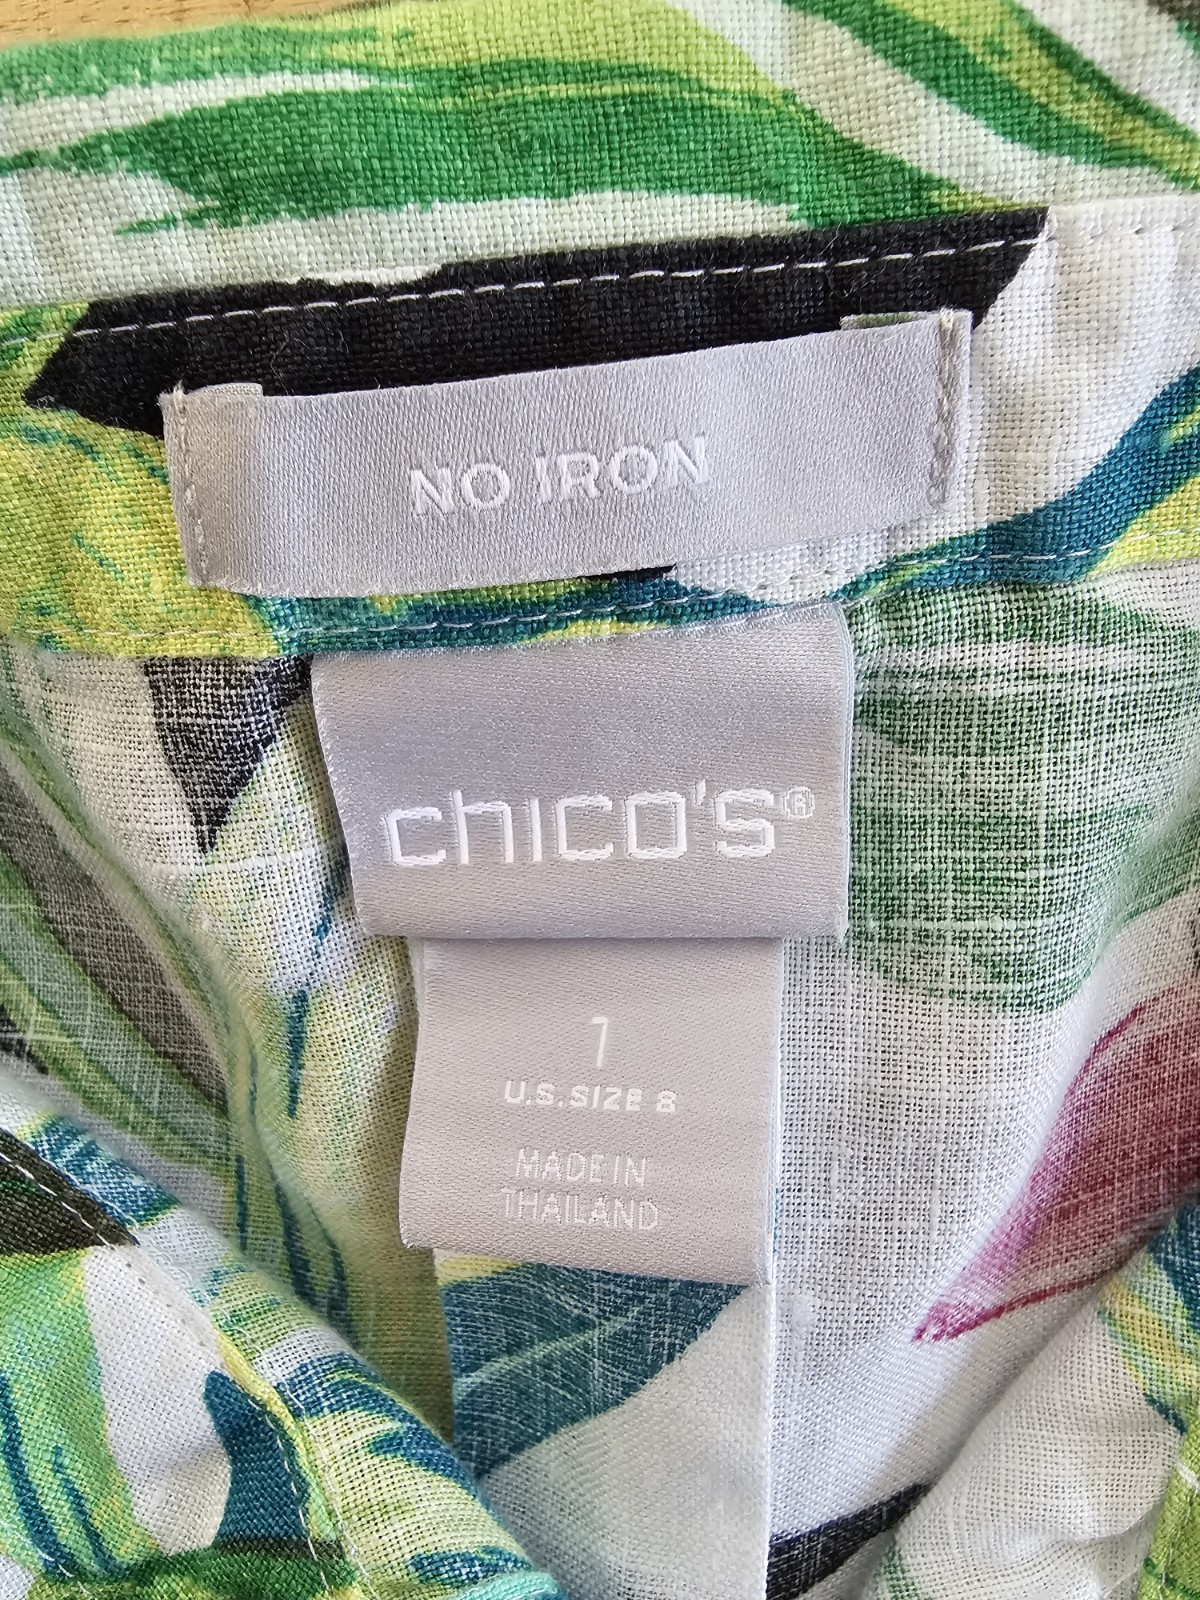 NO IRON
chico's®
1
U.S. SIZE 8
MADE IN
THAILAND